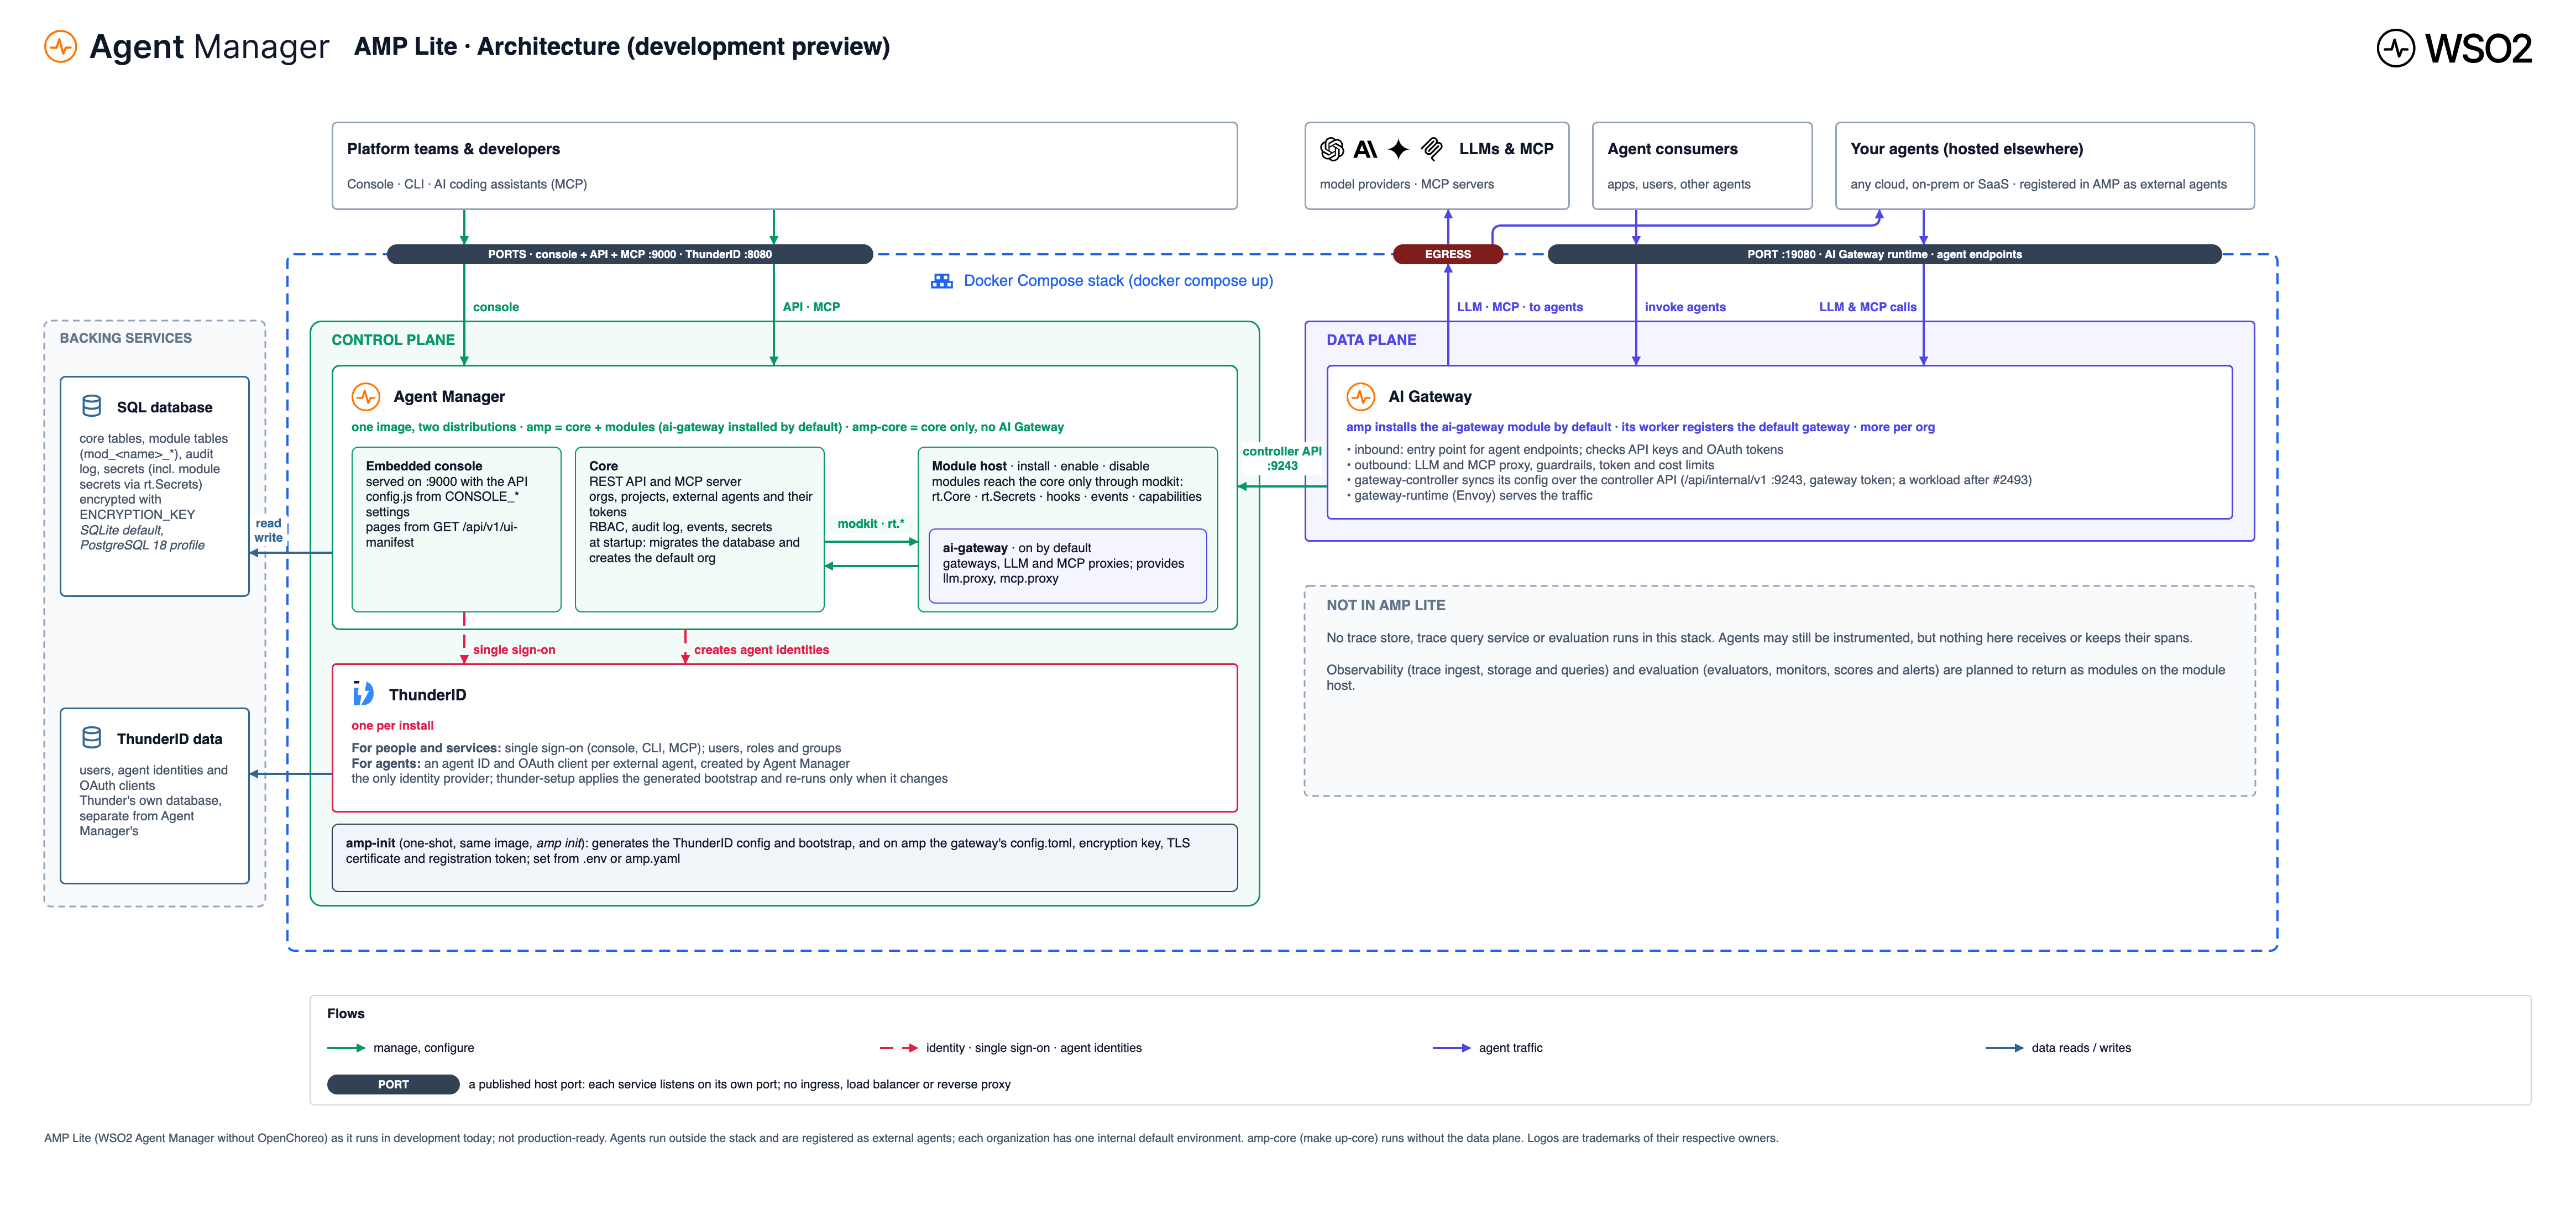 Agent Manager
AMP Lite · Architecture (development preview)
WSO2
Platform teams & developers
Console · CLI · AI coding assistants (MCP)
LLMs & MCP
model providers · MCP servers
Agent consumers
apps, users, other agents
Your agents (hosted elsewhere)
any cloud, on-prem or SaaS · registered in AMP as external agents
PORTS · console + API + MCP :9000 · ThunderID :8080
EGRESS
PORT :19080 · AI Gateway runtime · agent endpoints
Docker Compose stack (docker compose up)
console
API · MCP
LLM · MCP · to agents
invoke agents
LLM & MCP calls
BACKING SERVICES
SQL database
core tables, module tables
(mod_<name>_*), audit
log, secrets (incl. module
secrets via rt.Secrets)
encrypted with
ENCRYPTION_KEY
SQLite default,
PostgreSQL 18 profile
read
write
ThunderID data
users, agent identities and
OAuth clients
Thunder's own database,
separate from Agent
Manager's
CONTROL PLANE
Agent Manager
one image, two distributions · amp = core + modules (ai-gateway installed by default) · amp-core = core only, no AI Gateway
Embedded console
served on :9000 with the API
config.js from CONSOLE_*
settings
pages from GET /api/v1/ui-
manifest
Core
REST API and MCP server
orgs, projects, external agents and their
tokens
RBAC, audit log, events, secrets
at startup: migrates the database and
creates the default org
modkit · rt.*
Module host · install · enable · disable
modules reach the core only through modkit:
rt.Core · rt.Secrets · hooks · events · capabilities
ai-gateway · on by default
gateways, LLM and MCP proxies; provides
llm.proxy, mcp.proxy
single sign-on
creates agent identities
ThunderID
one per install
For people and services: single sign-on (console, CLI, MCP); users, roles and groups
For agents: an agent ID and OAuth client per external agent, created by Agent Manager
the only identity provider; thunder-setup applies the generated bootstrap and re-runs only when it changes
amp-init (one-shot, same image, amp init): generates the ThunderID config and bootstrap, and on amp the gateway's config.toml, encryption key, TLS
certificate and registration token; set from .env or amp.yaml
controller API
:9243
DATA PLANE
AI Gateway
amp installs the ai-gateway module by default · its worker registers the default gateway · more per org
• inbound: entry point for agent endpoints; checks API keys and OAuth tokens
• outbound: LLM and MCP proxy, guardrails, token and cost limits
• gateway-controller syncs its config over the controller API (/api/internal/v1 :9243, gateway token; a workload after #2493)
• gateway-runtime (Envoy) serves the traffic
NOT IN AMP LITE
No trace store, trace query service or evaluation runs in this stack. Agents may still be instrumented, but nothing here receives or keeps their spans.
Observability (trace ingest, storage and queries) and evaluation (evaluators, monitors, scores and alerts) are planned to return as modules on the module
host.
Flows
manage, configure
identity · single sign-on · agent identities
agent traffic
data reads / writes
PORT
a published host port: each service listens on its own port; no ingress, load balancer or reverse proxy
AMP Lite (WSO2 Agent Manager without OpenChoreo) as it runs in development today; not production-ready. Agents run outside the stack and are registered as external agents; each organization has one internal default environment. amp-core (make up-core) runs without the data plane. Logos are trademarks of their respective owners.